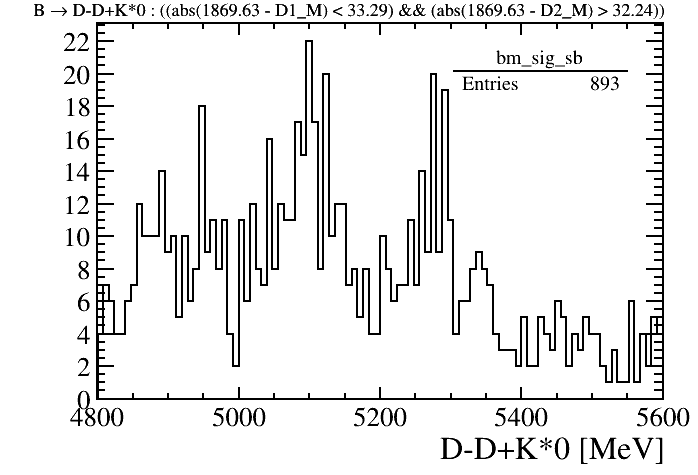 B → D-D+K*0 : ((abs(1869.63 - D1_M) < 33.29) && (abs(1869.63 - D2_M) > 32.24))
bm_sig_sb
Entries 893
22
20
18
16
14
12
10
8
6
4
2
0
4800 5000 5200 5400 5600
D-D+K*0 [MeV]